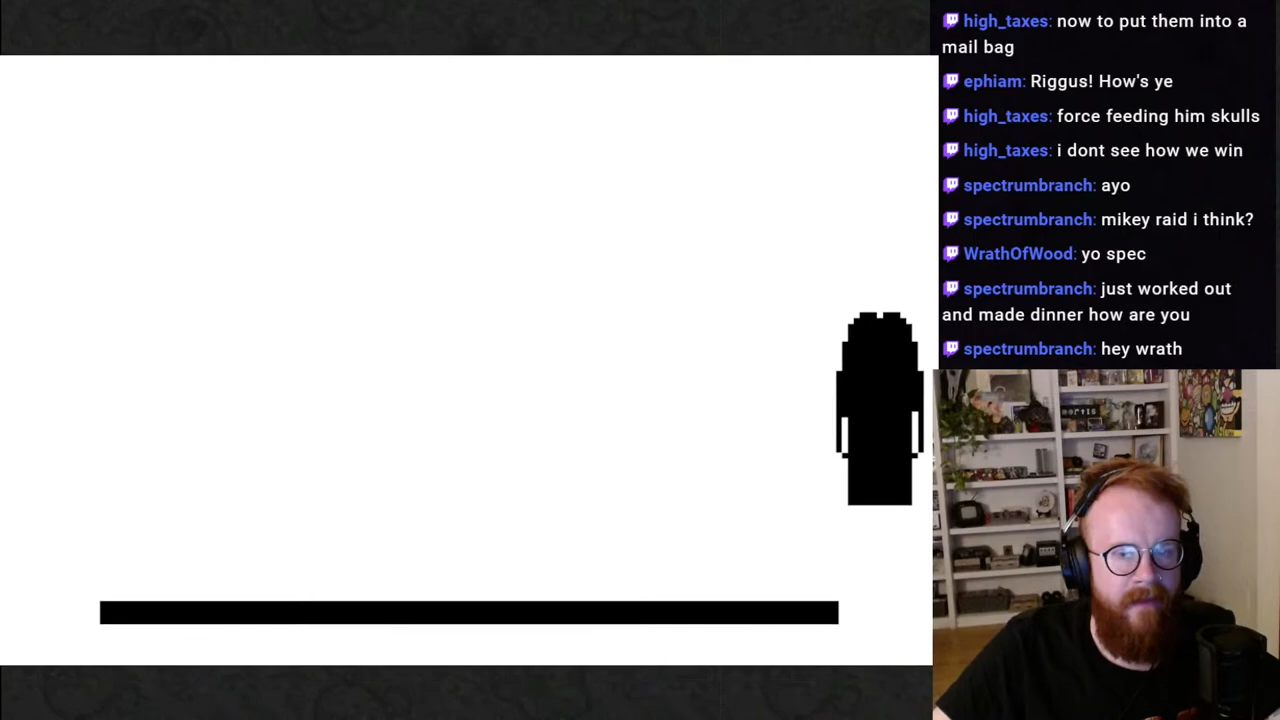 high_taxes: now to put them into a
mail bag
ephiam: Riggus! How's ye
high_taxes: force feeding him skulls
high_taxes: i dont see how we win
spectrumbranch: ayo
spectrumbranch: mikey raid i think?
WrathOfWood: yo spec
spectrumbranch: just worked out
and made dinner how are you
spectrumbranch: hey wrath
mortis